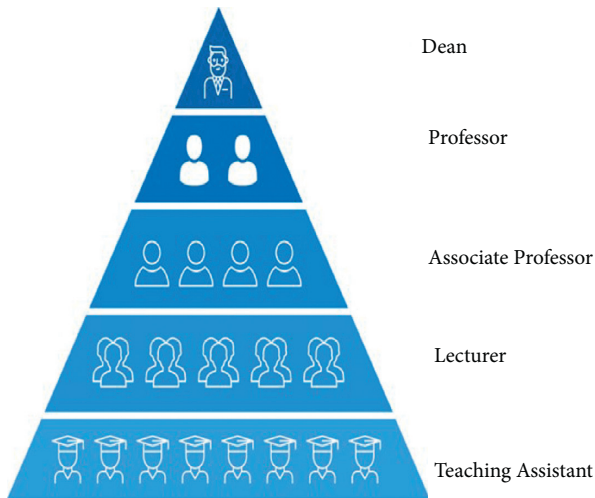 Dean
Professor
Associate Professor
Lecturer
Teaching Assistant